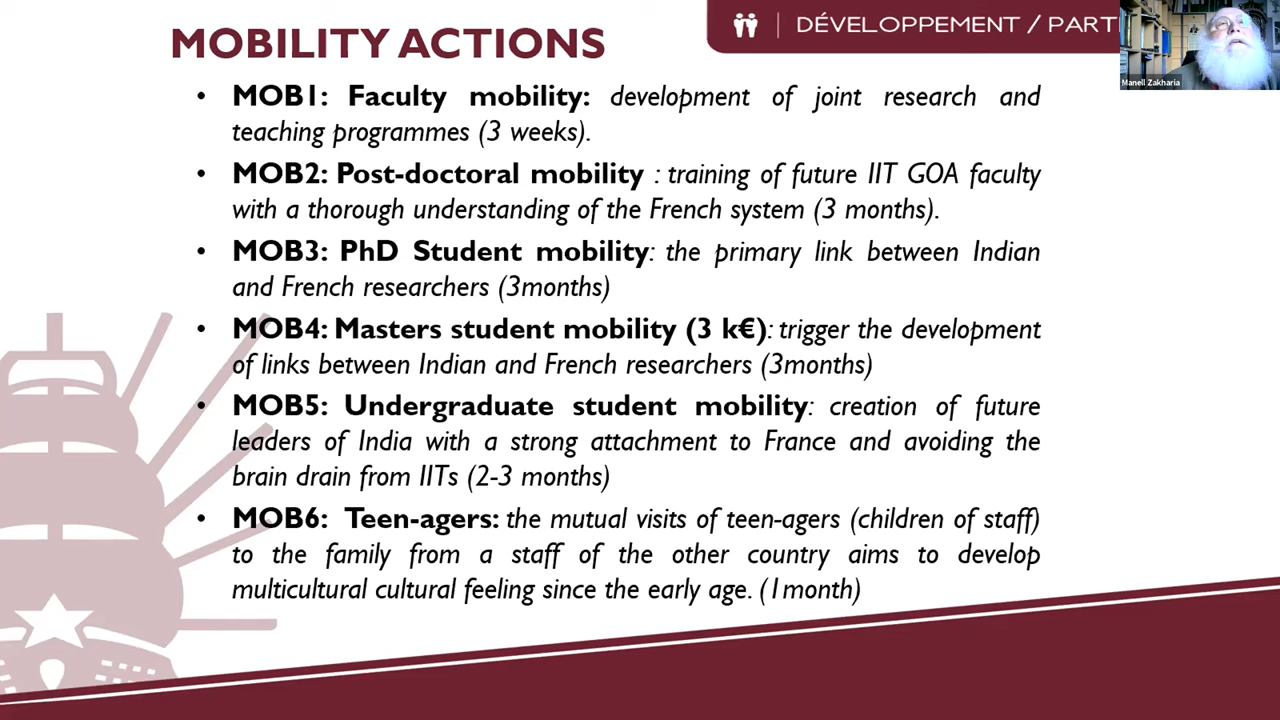 MOBILITY ACTIONS
DÉVELOPPEMENT / PART
Manell Zakharia
• MOB1: Faculty mobility: development of joint research and
teaching programmes (3 weeks).
• MOB2: Post-doctoral mobility : training of future IIT GOA faculty
with a thorough understanding of the French system (3 months).
• MOB3: PhD Student mobility: the primary link between Indian
and French researchers (3months)
• MOB4: Masters student mobility (3 k€): trigger the development
of links between Indian and French researchers (3months)
• MOB5: Undergraduate student mobility: creation of future
leaders of India with a strong attachment to France and avoiding the
brain drain from IITs (2-3 months)
• MOB6: Teen-agers: the mutual visits of teen-agers (children of staff)
to the family from a staff of the other country aims to develop
multicultural cultural feeling since the early age. (1month)